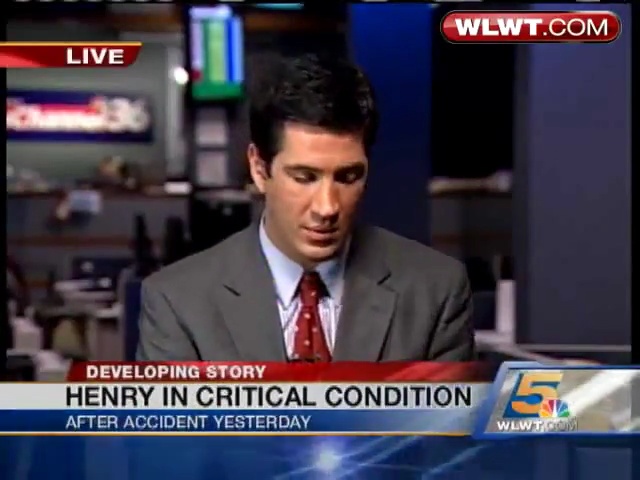 LIVE
WLWT.COM
Channel 36
DEVELOPING STORY
HENRY IN CRITICAL CONDITION
AFTER ACCIDENT YESTERDAY
5
WLWT.COM